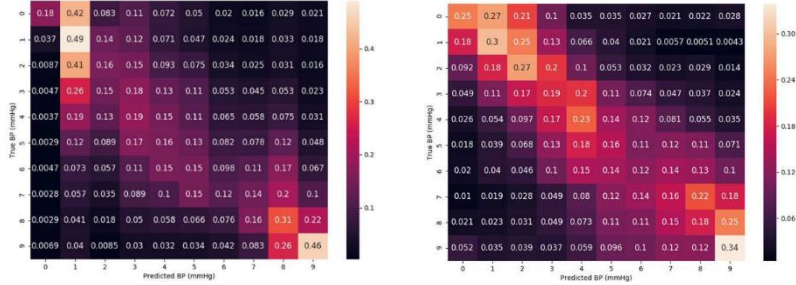 0 0.18 0.42 0.083 0.11 0.072 0.05 0.02 0.016 0.029 0.021
1 0.037 0.49 0.14 0.12 0.071 0.047 0.024 0.018 0.033 0.018
2 0.0087 0.41 0.16 0.15 0.093 0.075 0.034 0.025 0.031 0.016
3 0.0047 0.26 0.15 0.18 0.13 0.11 0.053 0.045 0.053 0.023
4 0.0037 0.19 0.13 0.19 0.15 0.11 0.065 0.058 0.075 0.031
5 0.0029 0.12 0.089 0.17 0.16 0.13 0.082 0.078 0.12 0.048
6 0.0047 0.073 0.057 0.11 0.15 0.15 0.098 0.11 0.17 0.067
7 0.0028 0.057 0.035 0.089 0.1 0.15 0.12 0.14 0.2 0.1
8 0.0029 0.041 0.018 0.05 0.058 0.066 0.076 0.16 0.31 0.22
9 0.0069 0.04 0.0085 0.03 0.032 0.034 0.042 0.083 0.26 0.46
True BP (mmHg)
0 1 2 3 4 5 6 7 8 9
Predicted BP (mmHg)
0.4
0.3
0.2
0.1
0 0.25 0.27 0.21 0.1 0.035 0.035 0.027 0.021 0.022 0.028
1 0.18 0.3 0.25 0.13 0.066 0.04 0.021 0.0057 0.0051 0.0043
2 0.092 0.18 0.27 0.2 0.1 0.053 0.032 0.023 0.029 0.014
3 0.049 0.11 0.17 0.19 0.2 0.11 0.074 0.047 0.037 0.024
4 0.026 0.054 0.097 0.17 0.23 0.14 0.12 0.081 0.055 0.035
5 0.018 0.039 0.068 0.13 0.18 0.16 0.11 0.12 0.11 0.071
6 0.02 0.04 0.046 0.1 0.15 0.14 0.12 0.14 0.13 0.1
7 0.01 0.019 0.028 0.049 0.08 0.12 0.14 0.17 0.22 0.18
8 0.021 0.023 0.031 0.049 0.073 0.11 0.11 0.15 0.18 0.25
9 0.052 0.035 0.039 0.037 0.059 0.096 0.1 0.12 0.12 0.34
True BP (mmHg)
0 1 2 3 4 5 6 7 8 9
Predicted BP (mmHg)
0.30
0.24
0.18
0.12
0.06